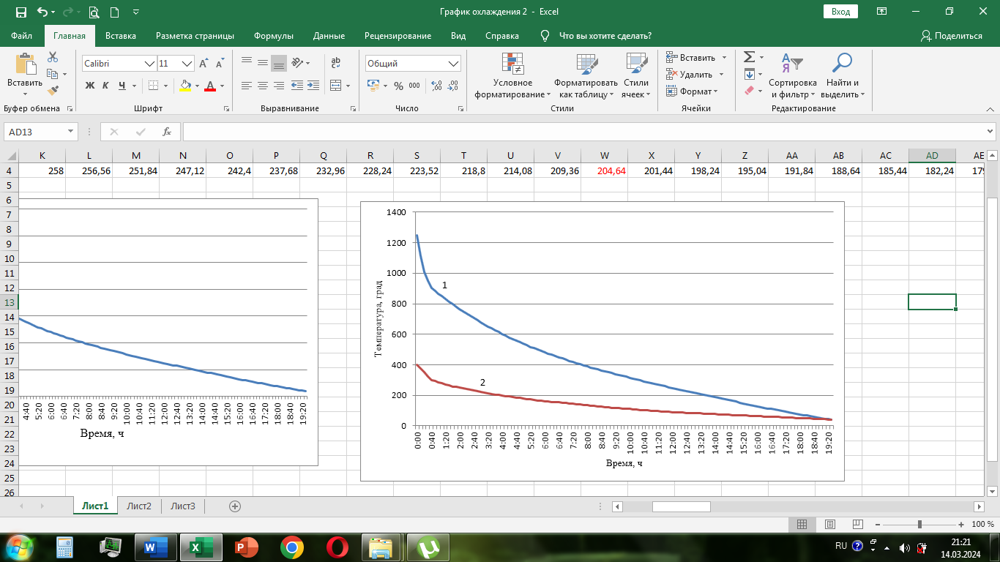 График охлаждения 2 - Excel
Вход
Файл Главная Вставка Разметка страницы Формулы Данные Рецензирование Вид Справка Что вы хотите сделать? Поделиться
Вставить
Calibri 11
Ж К Ч
Общий
% 000
Условное форматирование
Форматировать как таблицу
Стили ячеек
Вставить
Удалить
Формат
Сортировка и фильтр
Найти и выделить
Буфер обмена Шрифт Выравнивание Число Стили Ячейки Редактирование
AD13 fx
K L M N O P Q R S T U V W X Y Z AA AB AC AD AE
4 258 256,56 251,84 247,12 242,4 237,68 232,96 228,24 223,52 218,8 214,08 209,36 204,64 201,44 198,24 195,04 191,84 188,64 185,44 182,24 179
5
6
7
8
9
10
11
12
13
14
15
16
17
18
19
20
21
22
23
24
25
26
4:40 5:20 6:00 6:40 7:20 8:00 8:40 9:20 10:00 10:40 11:20 12:00 12:40 13:20 14:00 14:40 15:20 16:00 16:40 17:20 18:00 18:40 19:20
Время, ч
1400
1200
1000
800
600
400
200
0
Температура, град
1
2
0:00 0:40 1:20 2:00 2:40 3:20 4:00 4:40 5:20 6:00 6:40 7:20 8:00 8:40 9:20 10:00 10:40 11:20 12:00 12:40 13:20 14:00 14:40 15:20 16:00 16:40 17:20 18:00 18:40 19:20
Время, ч
Лист1 Лист2 Лист3
100 %
RU
21:21
14.03.2024